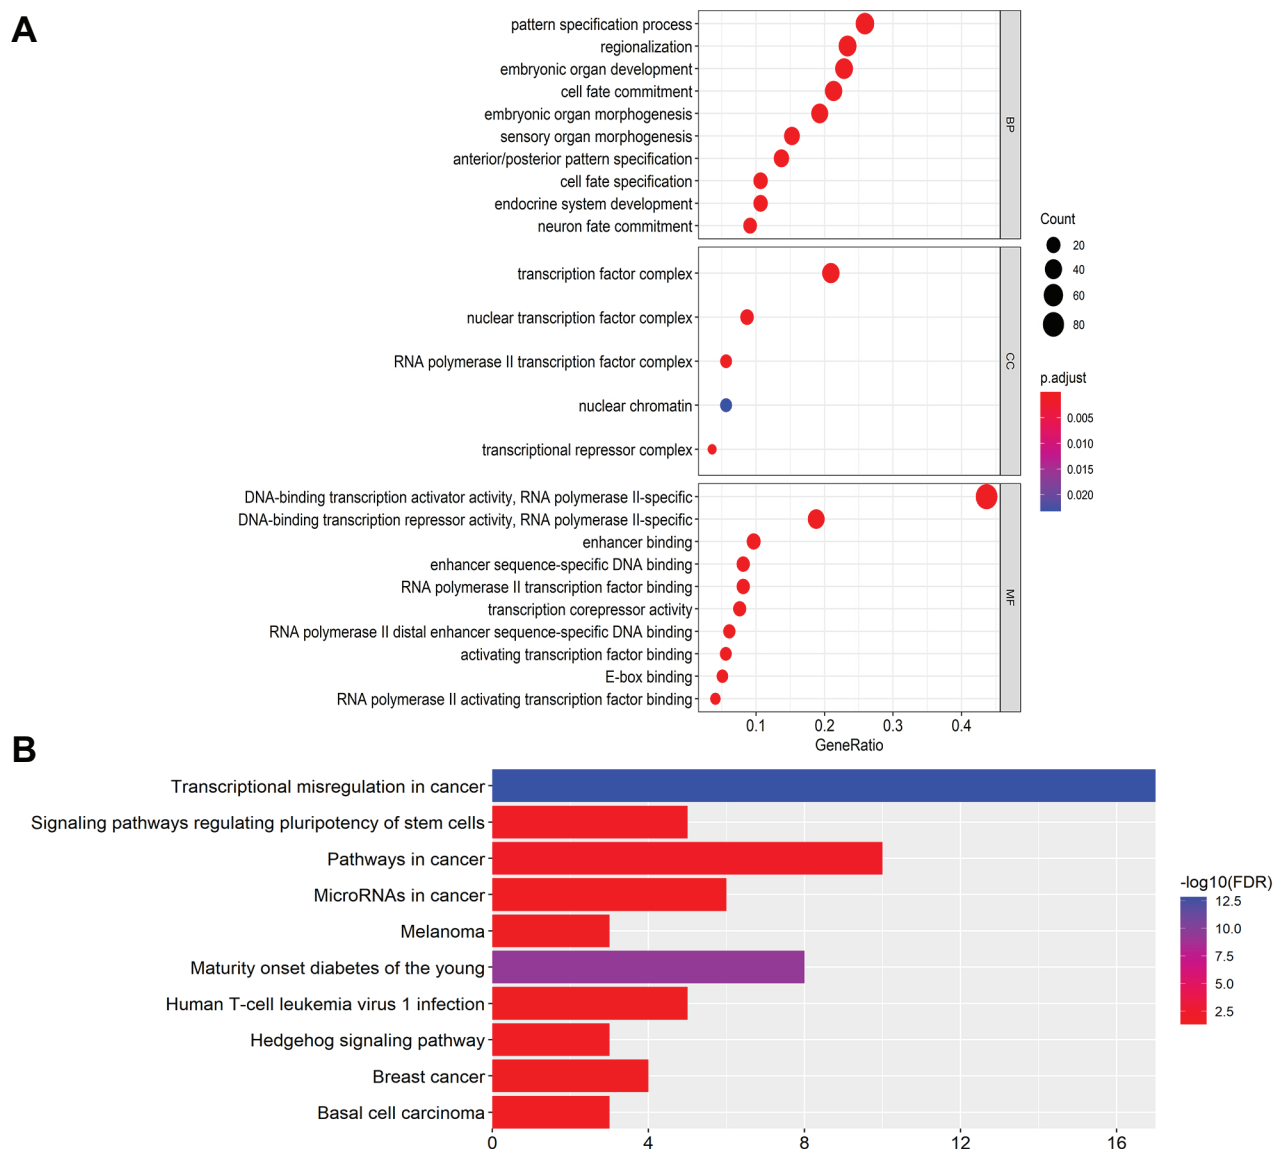 A
pattern specification process
regionalization
embryonic organ development
cell fate commitment
embryonic organ morphogenesis
sensory organ morphogenesis
anterior/posterior pattern specification
cell fate specification
endocrine system development
neuron fate commitment
BP
transcription factor complex
nuclear transcription factor complex
RNA polymerase II transcription factor complex
nuclear chromatin
transcriptional repressor complex
CC
DNA-binding transcription activator activity, RNA polymerase II-specific
DNA-binding transcription repressor activity, RNA polymerase II-specific
enhancer binding
enhancer sequence-specific DNA binding
RNA polymerase II transcription factor binding
transcription corepressor activity
RNA polymerase II distal enhancer sequence-specific DNA binding
activating transcription factor binding
E-box binding
RNA polymerase II activating transcription factor binding
MF
0.1 0.2 0.3 0.4
GeneRatio
Count
20
40
60
80
p.adjust
0.005
0.010
0.015
0.020
B
Transcriptional misregulation in cancer
Signaling pathways regulating pluripotency of stem cells
Pathways in cancer
MicroRNAs in cancer
Melanoma
Maturity onset diabetes of the young
Human T-cell leukemia virus 1 infection
Hedgehog signaling pathway
Breast cancer
Basal cell carcinoma
0 4 8 12 16
-log10(FDR)
12.5
10.0
7.5
5.0
2.5